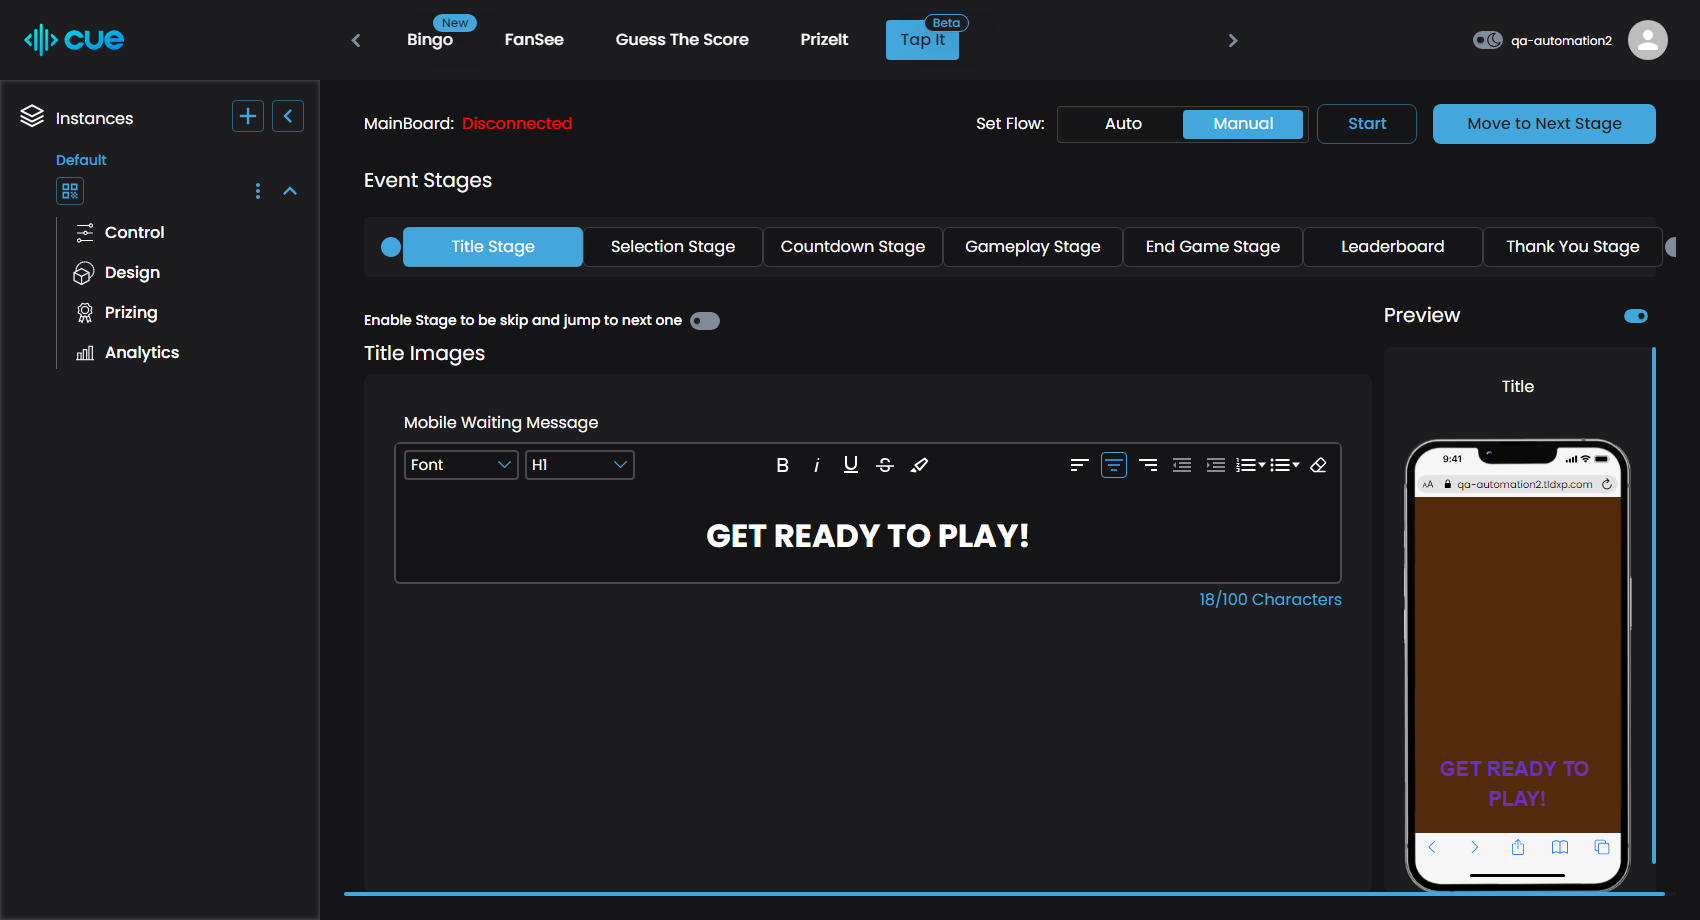 cue
New
Bingo
FanSee
Guess The Score
PrizeIt
Beta
Tap It
qa-automation2
Instances
Default
Control
Design
Prizing
Analytics
MainBoard: Disconnected
Set Flow:
Auto
Manual
Start
Move to Next Stage
Event Stages
Title Stage
Selection Stage
Countdown Stage
Gameplay Stage
End Game Stage
Leaderboard
Thank You Stage
Enable Stage to be skip and jump to next one
Title Images
Mobile Waiting Message
Font
H1
B
i
U
S
GET READY TO PLAY!
18/100 Characters
Preview
Title
9:41
AA
qa-automation2.tldxp.com
GET READY TO
PLAY!